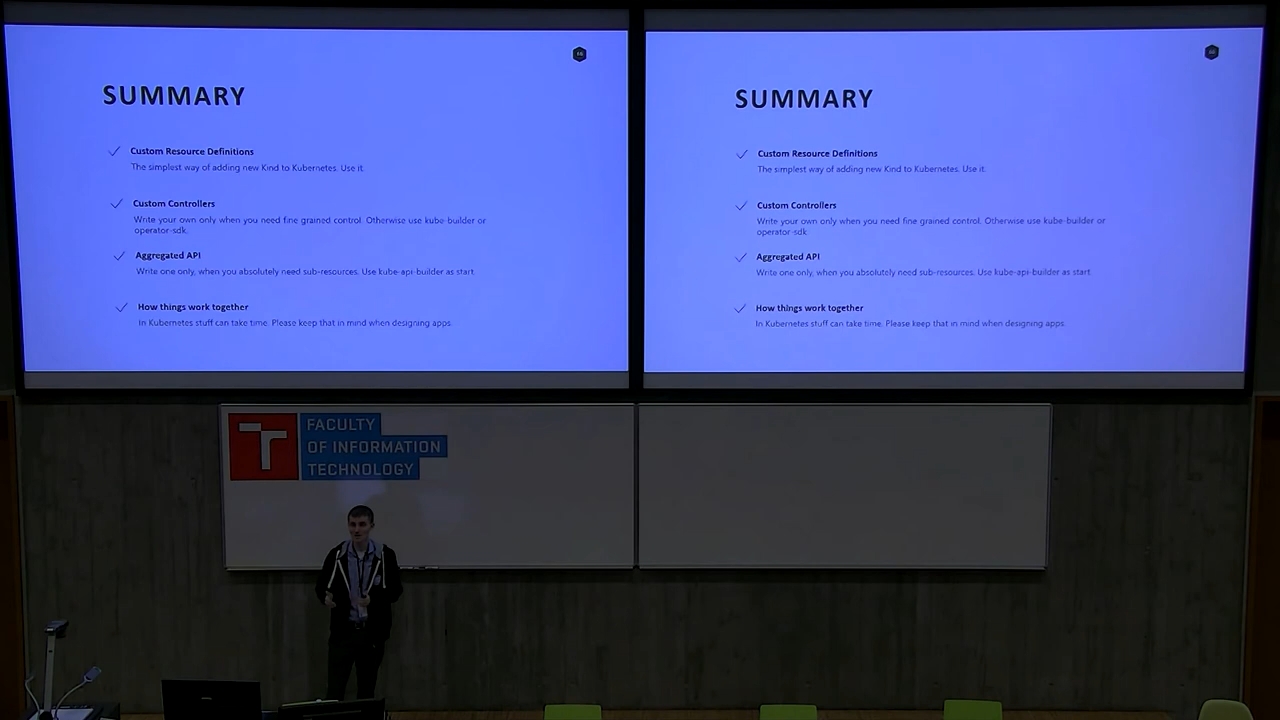 SUMMARY
Custom Resource Definitions
The simplest way of adding new Kind to Kubernetes. Use it.
Custom Controllers
Write your own only when you need fine grained control. Otherwise use kube-builder or
operator-sdk.
Aggregated API
Write one only, when you absolutely need sub-resources. Use kube-api-builder as start.
How things work together
In Kubernetes stuff can take time. Please keep that in mind when designing apps.
SUMMARY
Custom Resource Definitions
The simplest way of adding new Kind to Kubernetes. Use it.
Custom Controllers
Write your own only when you need fine grained control. Otherwise use kube-builder or
operator-sdk.
Aggregated API
Write one only, when you absolutely need sub-resources. Use kube-api-builder as start.
How things work together
In Kubernetes stuff can take time. Please keep that in mind when designing apps.
FACULTY
OF INFORMATION
TECHNOLOGY